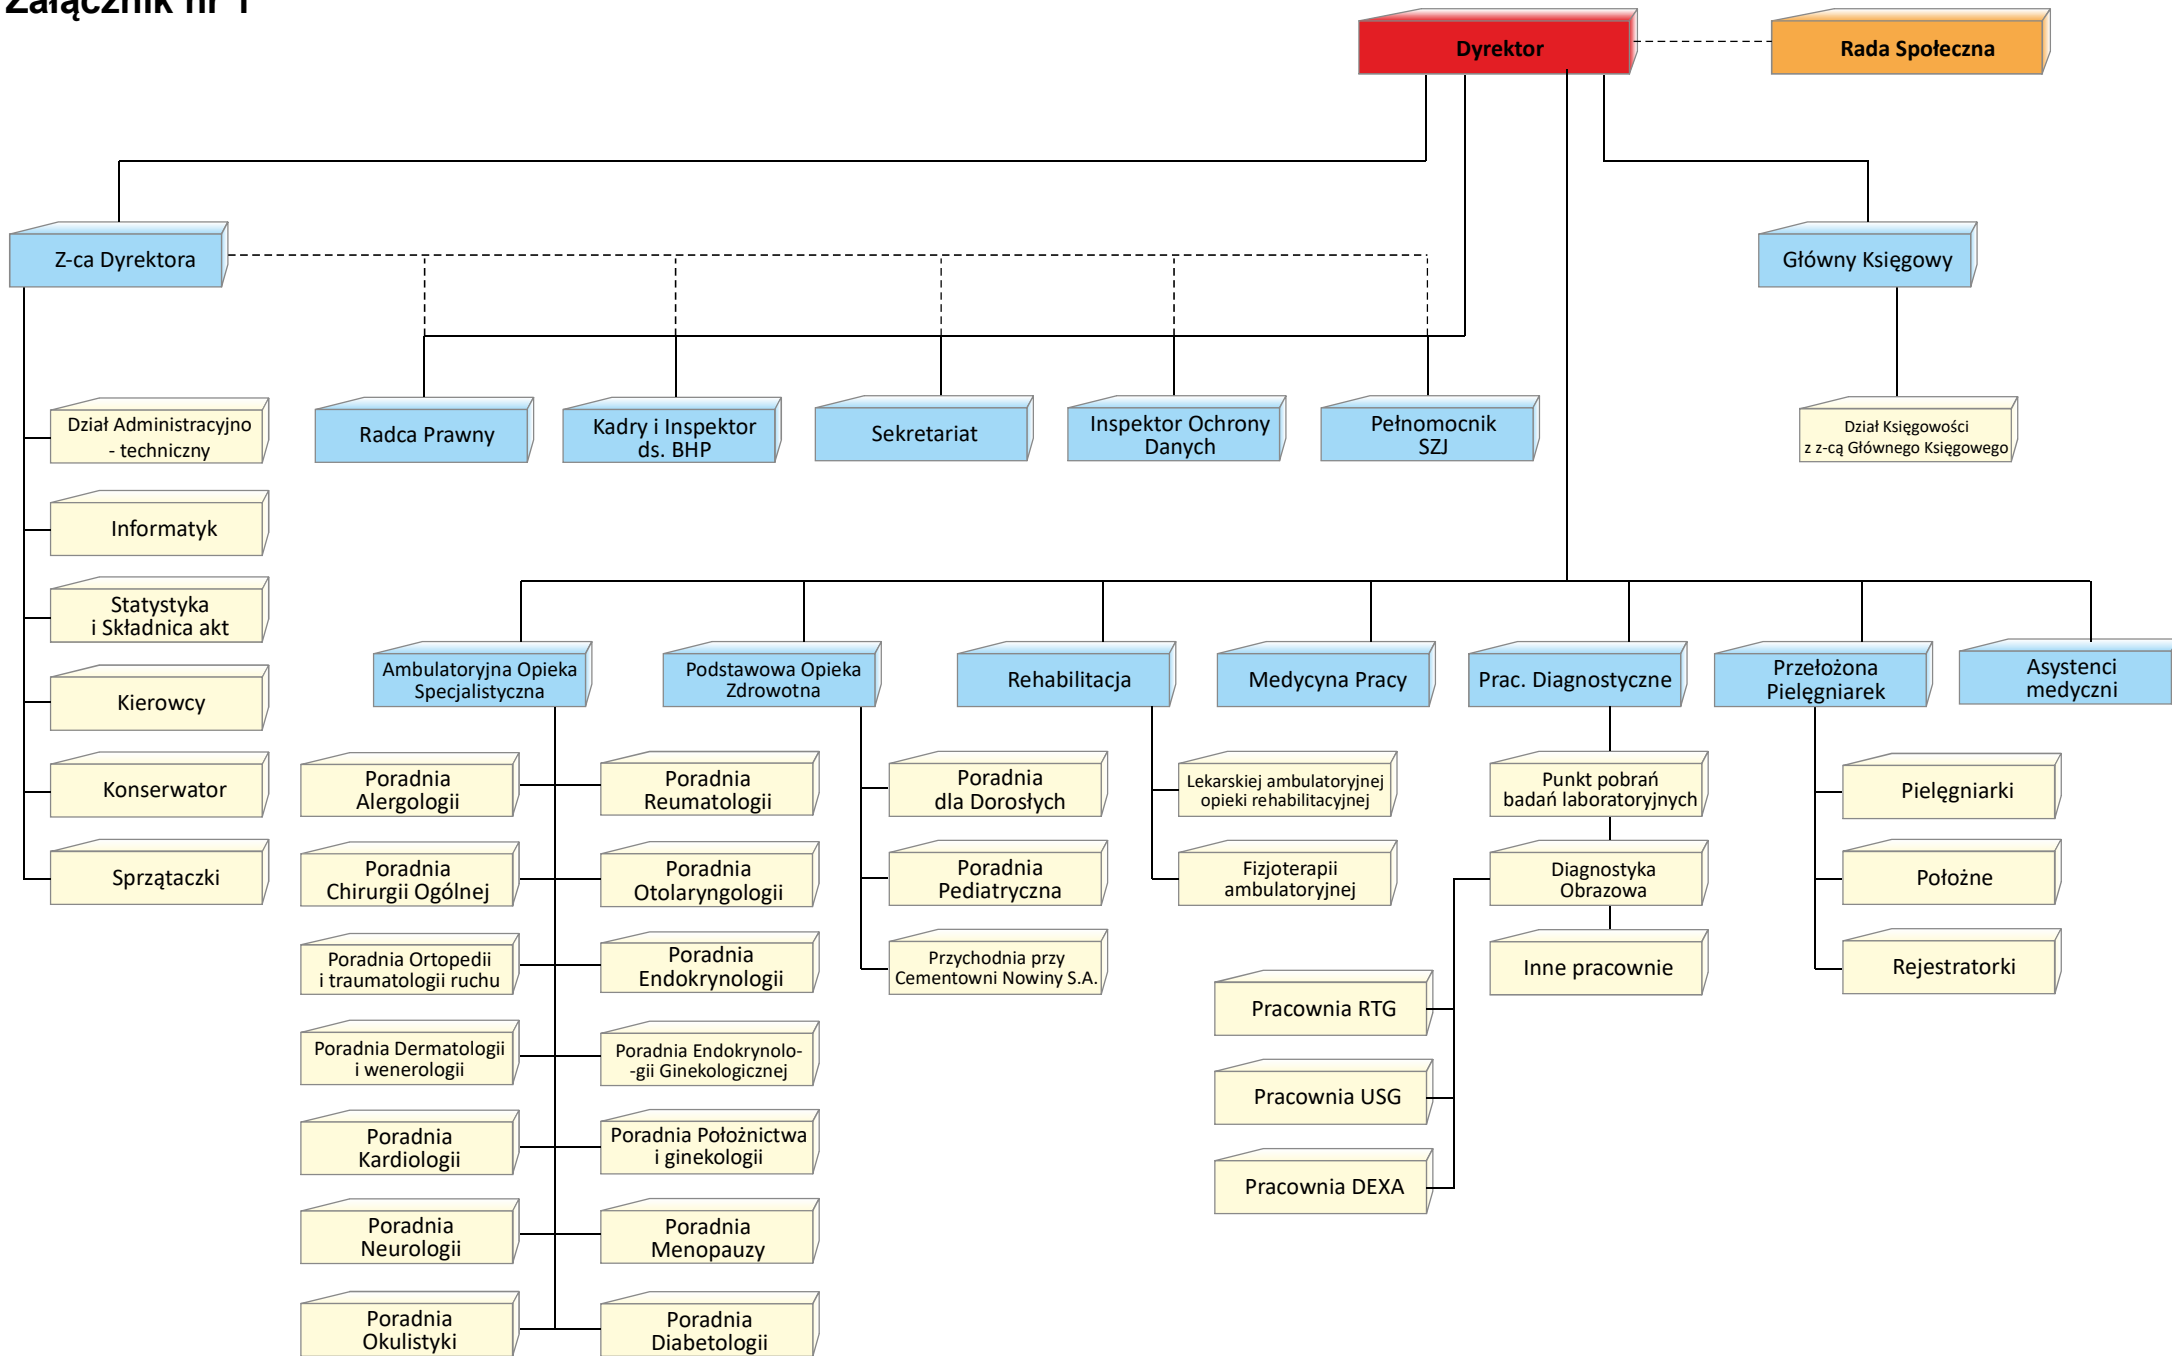 Załącznik nr 1
Dyrektor
Rada Społeczna
Z-ca Dyrektora
Główny Księgowy
Dział Administracyjno
- techniczny
Radca Prawny
Kadry i Inspektor
ds. BHP
Sekretariat
Inspektor Ochrony
Danych
Pełnomocnik
SZJ
Dział Księgowości
z z-cą Głównego Księgowego
Informatyk
Statystyka
i Składnica akt
Kierowcy
Konserwator
Sprzątaczki
Ambulatoryjna Opieka
Specjalistyczna
Podstawowa Opieka
Zdrowotna
Rehabilitacja
Medycyna Pracy
Prac. Diagnostyczne
Przełożona
Pielęgniarek
Asystenci
medyczni
Poradnia
Alergologii
Poradnia
Reumatologii
Poradnia
dla Dorosłych
Lekarskiej ambulatoryjnej
opieki rehabilitacyjnej
Punkt pobrań
badań laboratoryjnych
Pielęgniarki
Poradnia
Chirurgii Ogólnej
Poradnia
Otolaryngologii
Poradnia
Pediatryczna
Fizjoterapii
ambulatoryjnej
Diagnostyka
Obrazowa
Położne
Poradnia Ortopedii
i traumatologii ruchu
Poradnia
Endokrynologii
Przychodnia przy
Cementowni Nowiny S.A.
Inne pracownie
Rejestratorki
Pracownia RTG
Poradnia Dermatologii
i wenerologii
Poradnia Endokrynolo-
-gii Ginekologicznej
Pracownia USG
Poradnia
Kardiologii
Poradnia Położnictwa
i ginekologii
Pracownia DEXA
Poradnia
Neurologii
Poradnia
Menopauzy
Poradnia
Okulistyki
Poradnia
Diabetologii